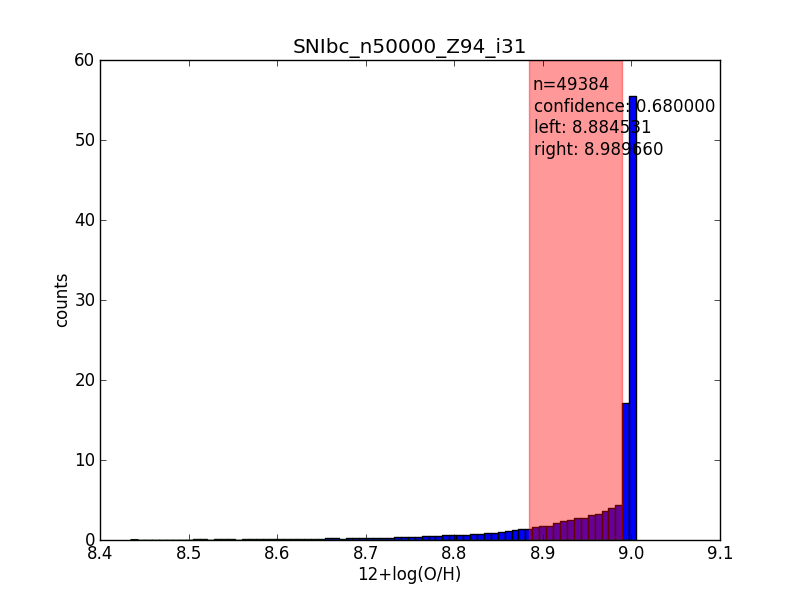 SNIbc_n50000_Z94_i31
60
50
40
30
20
10
0
counts
n=49384
confidence: 0.680000
left: 8.884531
right: 8.989660
8.4 8.5 8.6 8.7 8.8 8.9 9.0 9.1
12+log(O/H)